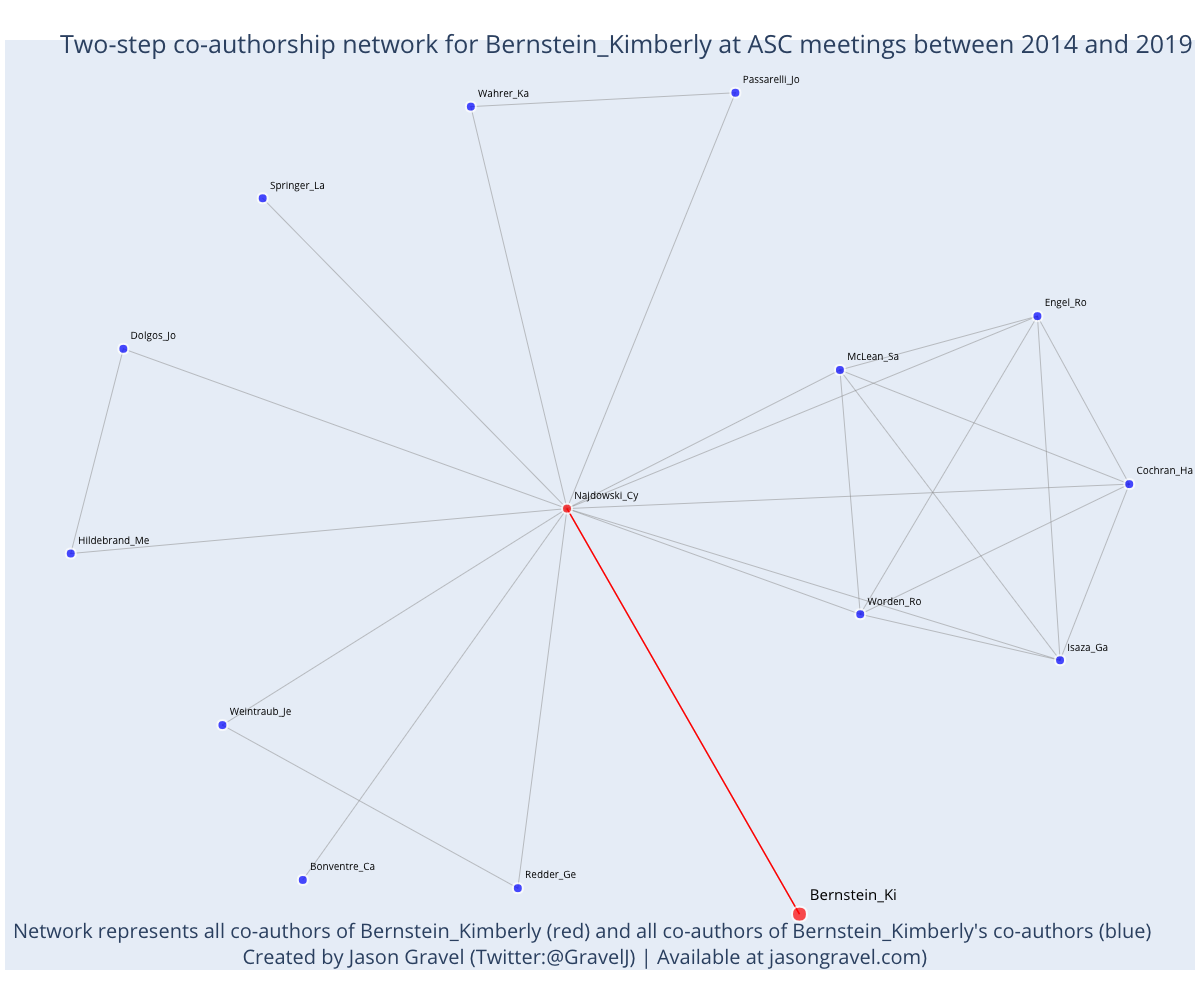 Two-step co-authorship network for Bernstein_Kimberly at ASC meetings between 2014 and 2019
Passarelli_Jo
Wahrer_Ka
Springer_La
Engel_Ro
Dolgos_Jo
McLean_Sa
Cochran_Ha
Najdowski_Cy
Hildebrand_Me
Worden_Ro
Isaza_Ga
Weintraub_Je
Bonventre_Ca
Redder_Ge
Bernstein_Ki
Network represents all co-authors of Bernstein_Kimberly (red) and all co-authors of Bernstein_Kimberly's co-authors (blue)
Created by Jason Gravel (Twitter:@GravelJ) | Available at jasongravel.com)